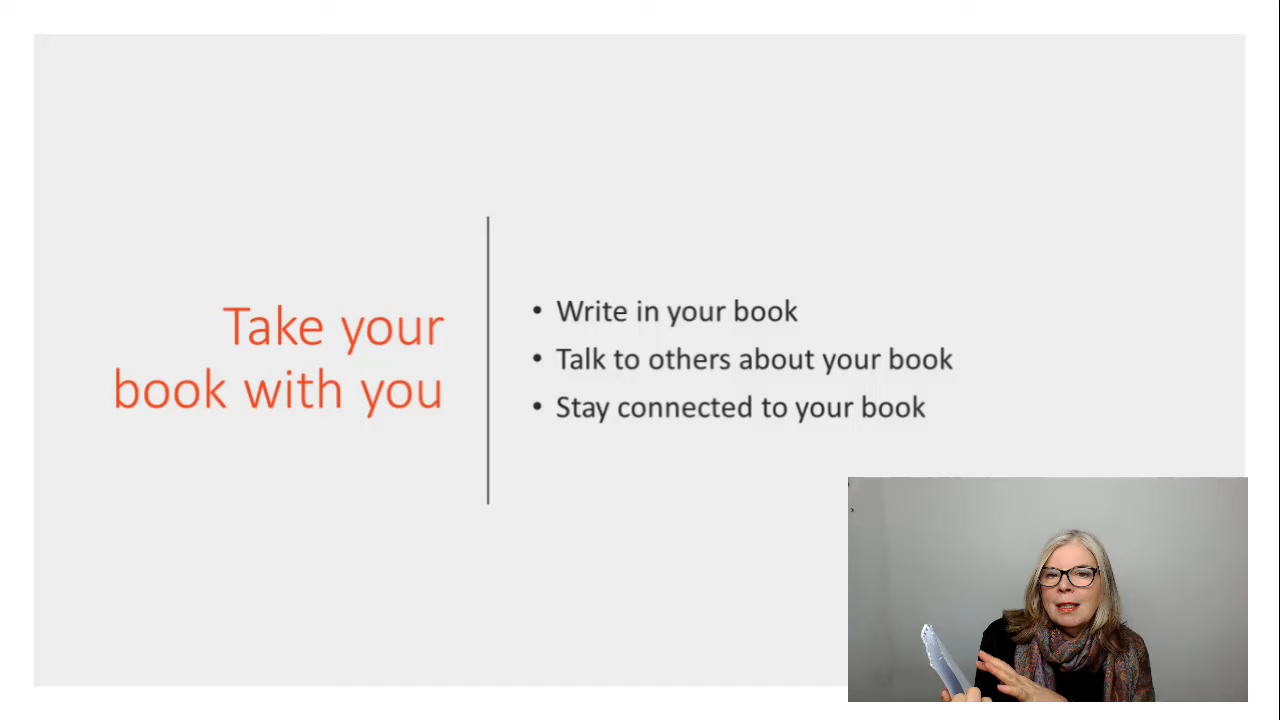 Take your
book with you
• Write in your book
• Talk to others about your book
• Stay connected to your book